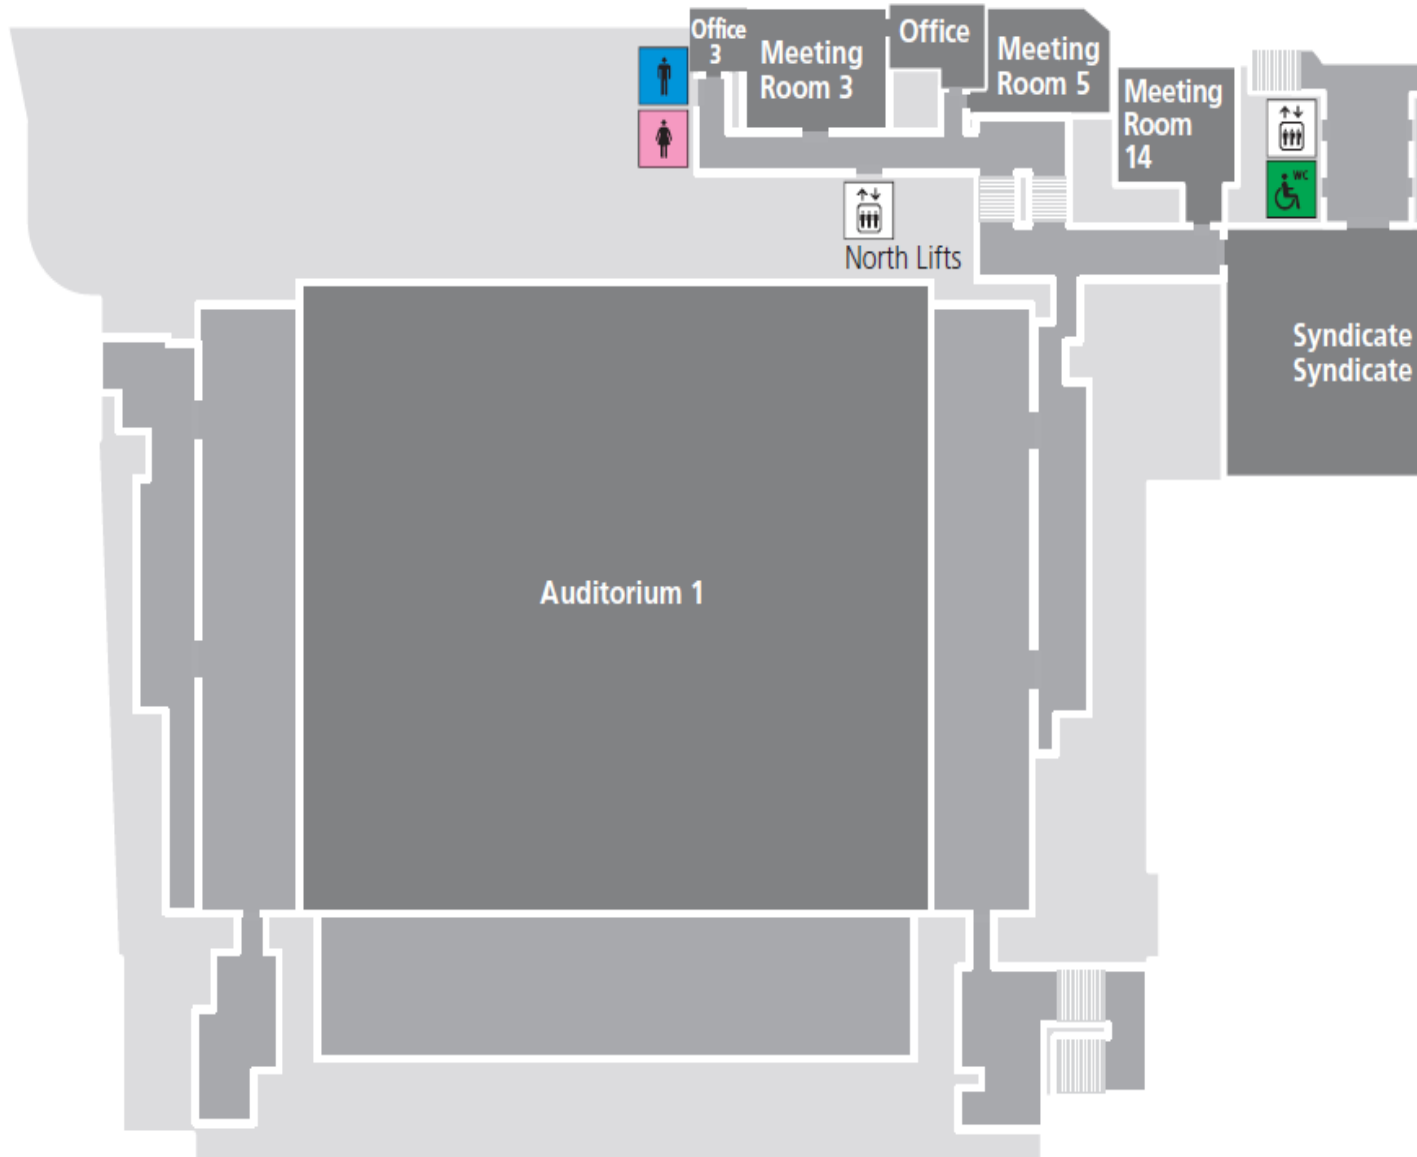 Office
3
Meeting
Room 3
Office
Meeting
Room 5
Meeting
Room
14
WC
North Lifts
Syndicate
Syndicate
Auditorium 1